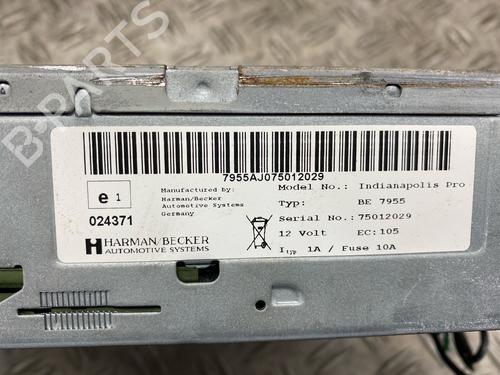 B-PARTS
7955AJ075012029
e 1
024371
Manufactured by:
Harman/Becker
Automotive Systems
Germany
HARMAN/BECKER
AUTOMOTIVE SYSTEMS
Model No.: Indianapolis Pro
Typ: BE 7955
Serial No.: 75012029
12 Volt EC: 105
Ityp 1A / Fuse 10A